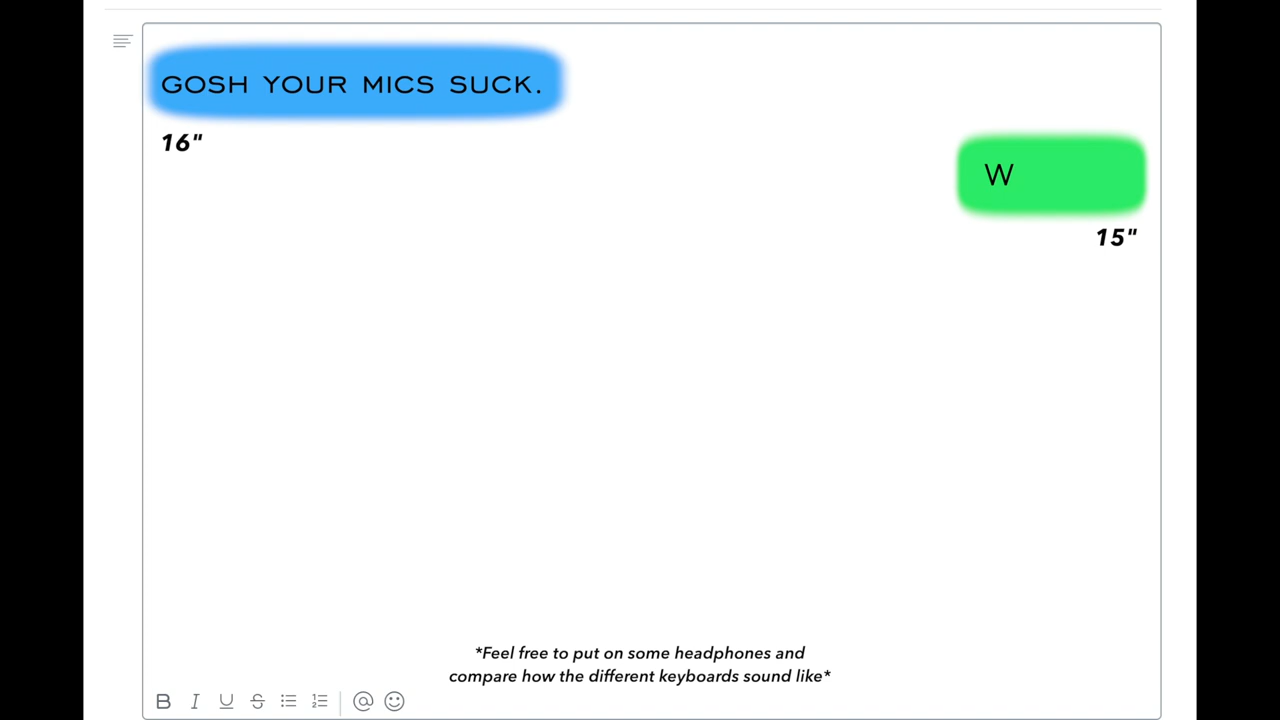 GOSH YOUR MICS SUCK.
16"
W
15"
*Feel free to put on some headphones and
compare how the different keyboards sound like*